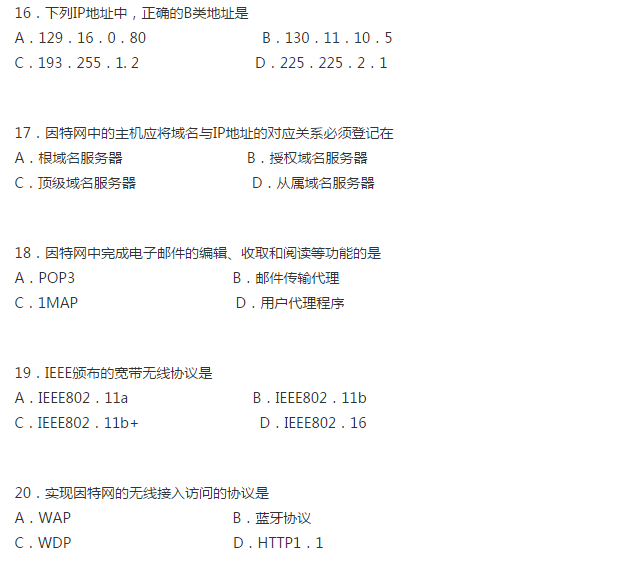 16．下列IP地址中，正确的B类地址是
A．129．16．0．80 B．130．11．10．5
C．193．255．1. 2 D．225．225．2．1
17．因特网中的主机应将域名与IP地址的对应关系必须登记在
A．根域名服务器 B．授权域名服务器
C．顶级域名服务器 D．从属域名服务器
18．因特网中完成电子邮件的编辑、收取和阅读等功能的是
A．POP3 B．邮件传输代理
C．1MAP D．用户代理程序
19．IEEE颁布的宽带无线协议是
A．IEEE802．11a B．IEEE802．11b
C．IEEE802．11b+ D．IEEE802．16
20．实现因特网的无线接入访问的协议是
A．WAP B．蓝牙协议
C．WDP D．HTTP1．1